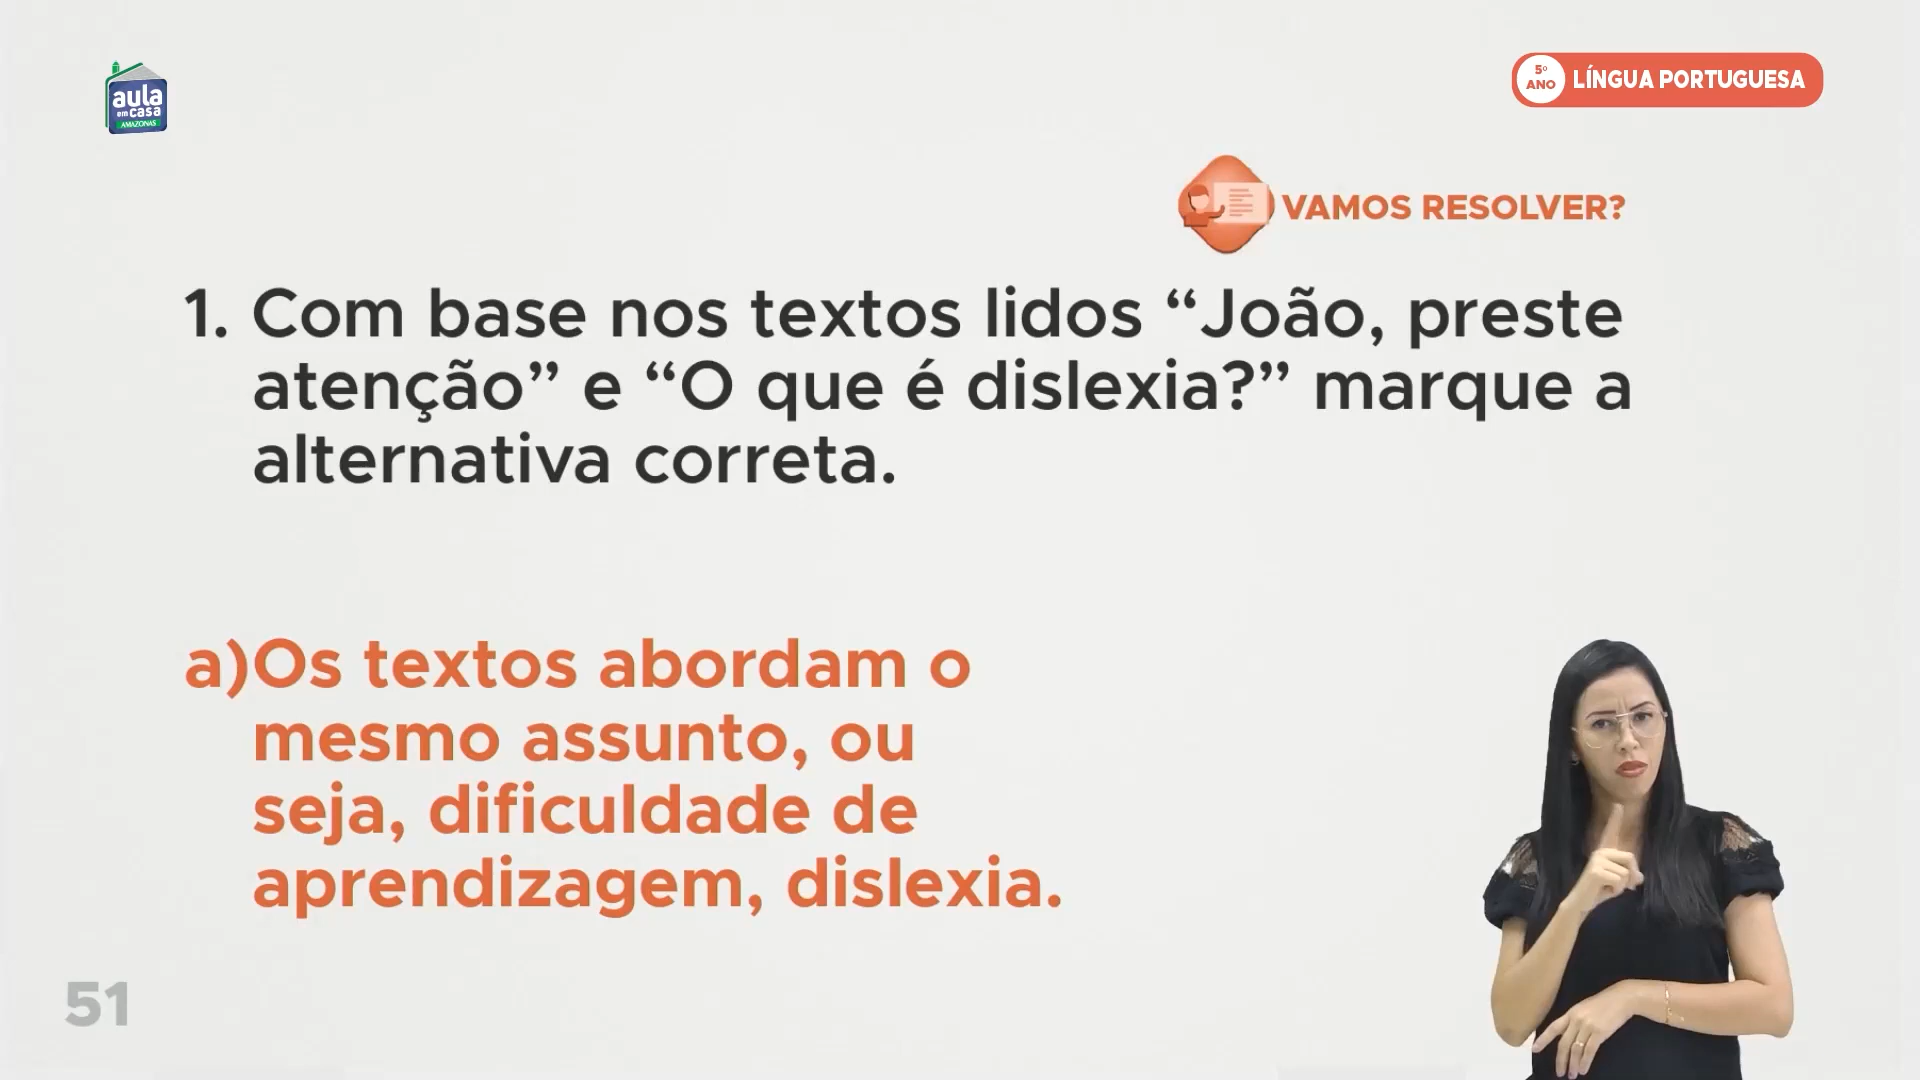 aula
em casa
AMAZONAS
5º
ANO
LÍNGUA PORTUGUESA
VAMOS RESOLVER?
1. Com base nos textos lidos “João, preste
atenção” e “O que é dislexia?” marque a
alternativa correta.
a)Os textos abordam o
mesmo assunto, ou
seja, dificuldade de
aprendizagem, dislexia.
51